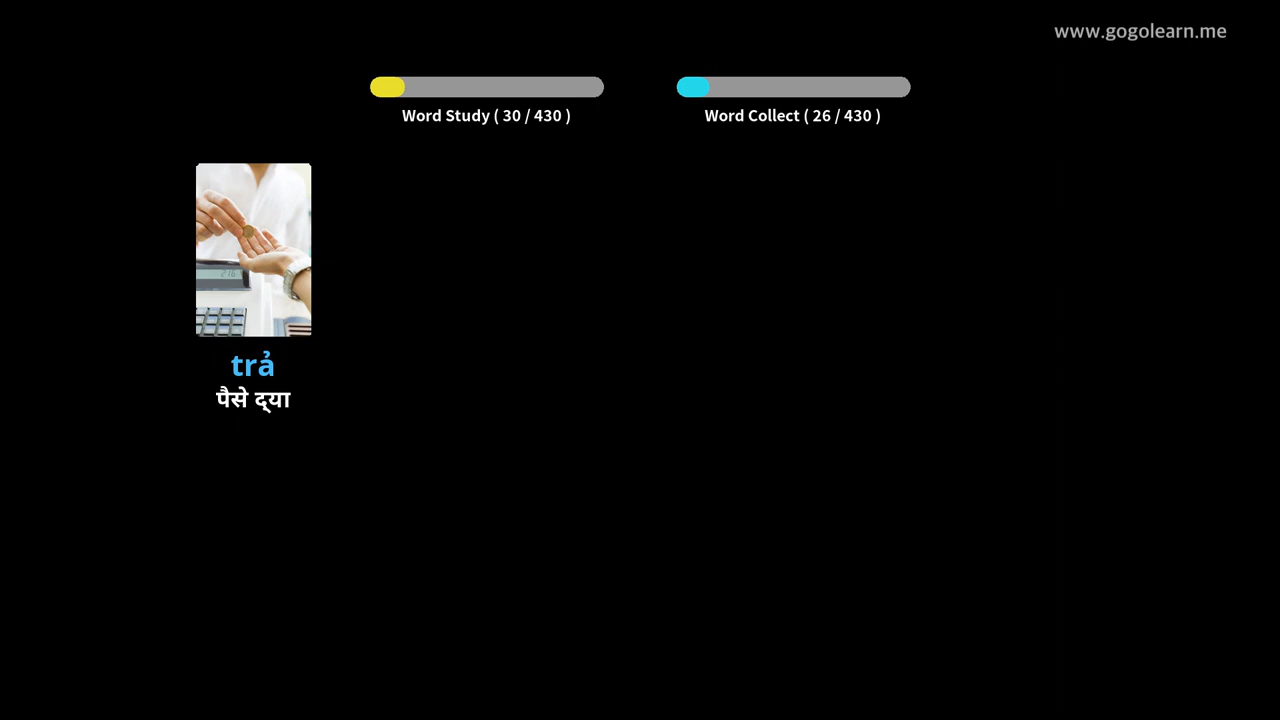 www.gogolearn.me
Word Study ( 30 / 430 )
Word Collect ( 26 / 430 )
trả
पैसे द्या